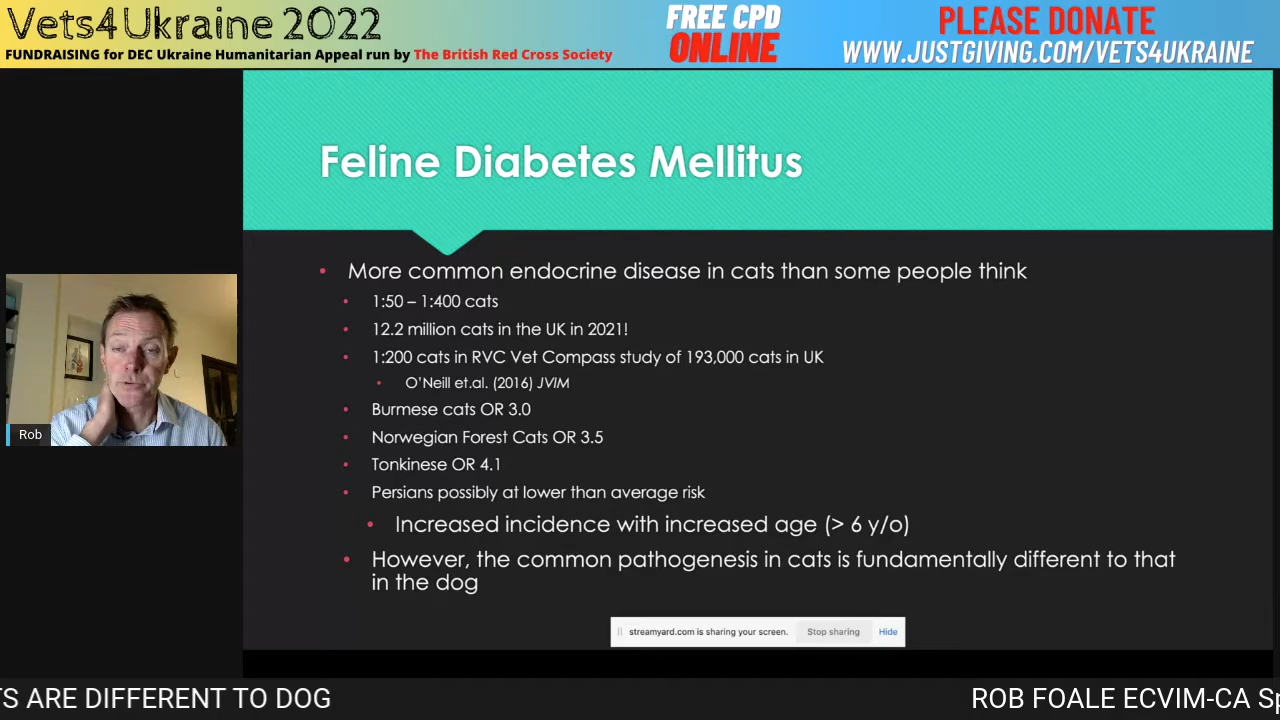 Vets4Ukraine 2022
FUNDRAISING for DEC Ukraine Humanitarian Appeal run by The British Red Cross Society
FREE CPD
ONLINE
PLEASE DONATE
WWW.JUSTGIVING.COM/VETS4UKRAINE
Feline Diabetes Mellitus
• More common endocrine disease in cats than some people think
• 1:50 – 1:400 cats
• 12.2 million cats in the UK in 2021!
• 1:200 cats in RVC Vet Compass study of 193,000 cats in UK
• O'Neill et.al. (2016) JVIM
• Burmese cats OR 3.0
• Norwegian Forest Cats OR 3.5
• Tonkinese OR 4.1
• Persians possibly at lower than average risk
• Increased incidence with increased age (> 6 y/o)
• However, the common pathogenesis in cats is fundamentally different to that
in the dog
Rob
streamyard.com is sharing your screen. Stop sharing Hide
TS ARE DIFFERENT TO DOG
ROB FOALE ECVIM-CA Sp